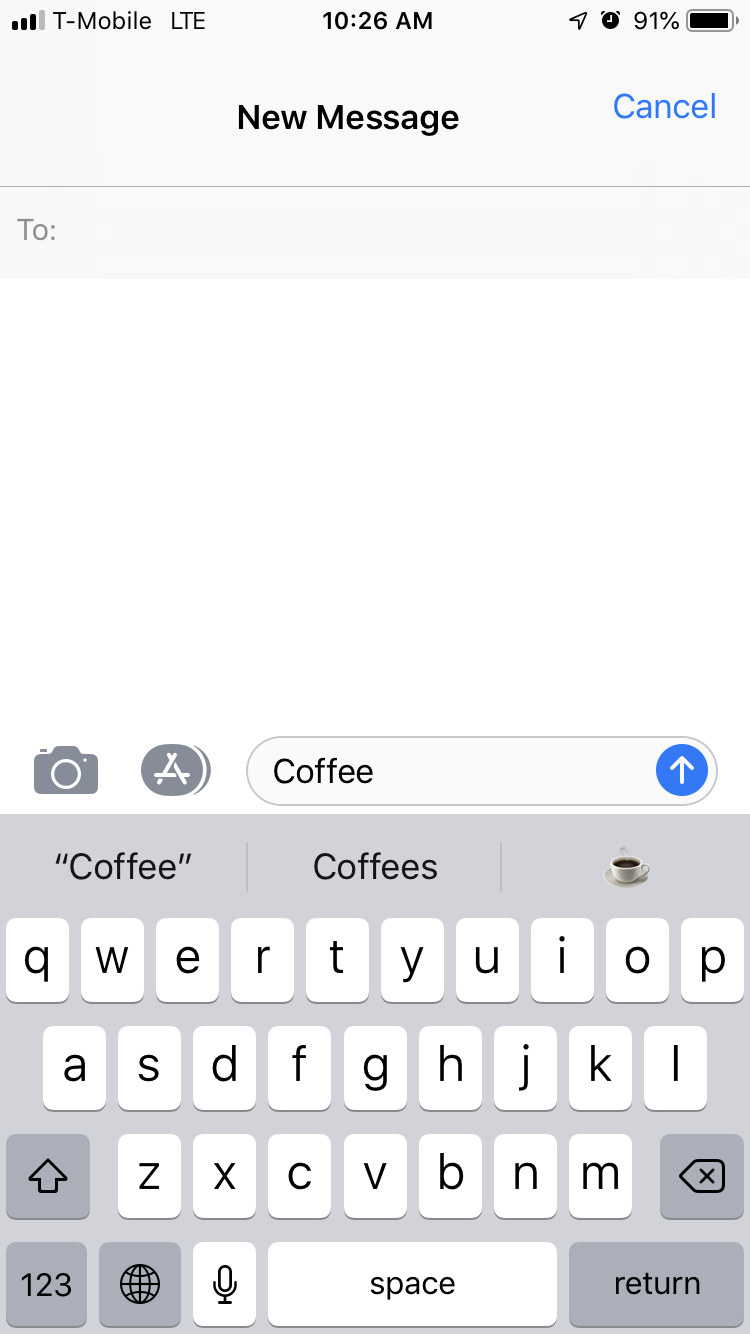 T-Mobile LTE 10:26 AM 91%
Cancel
New Message
To:
Coffee
“Coffee” Coffees
q w e r t y u i o p
a s d f g h j k l
z x c v b n m
123 space return